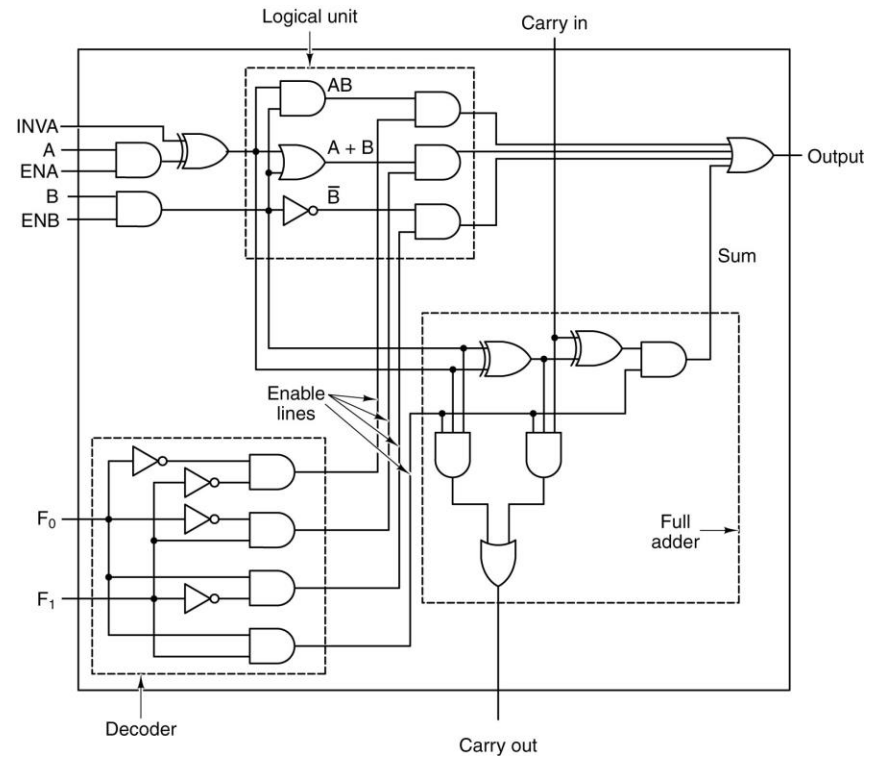 Logical unit
Carry in
INVA
A
ENA
B
ENB
AB
A + B
B̅
Output
Sum
Enable
lines
F₀
F₁
Full
adder
Decoder
Carry out